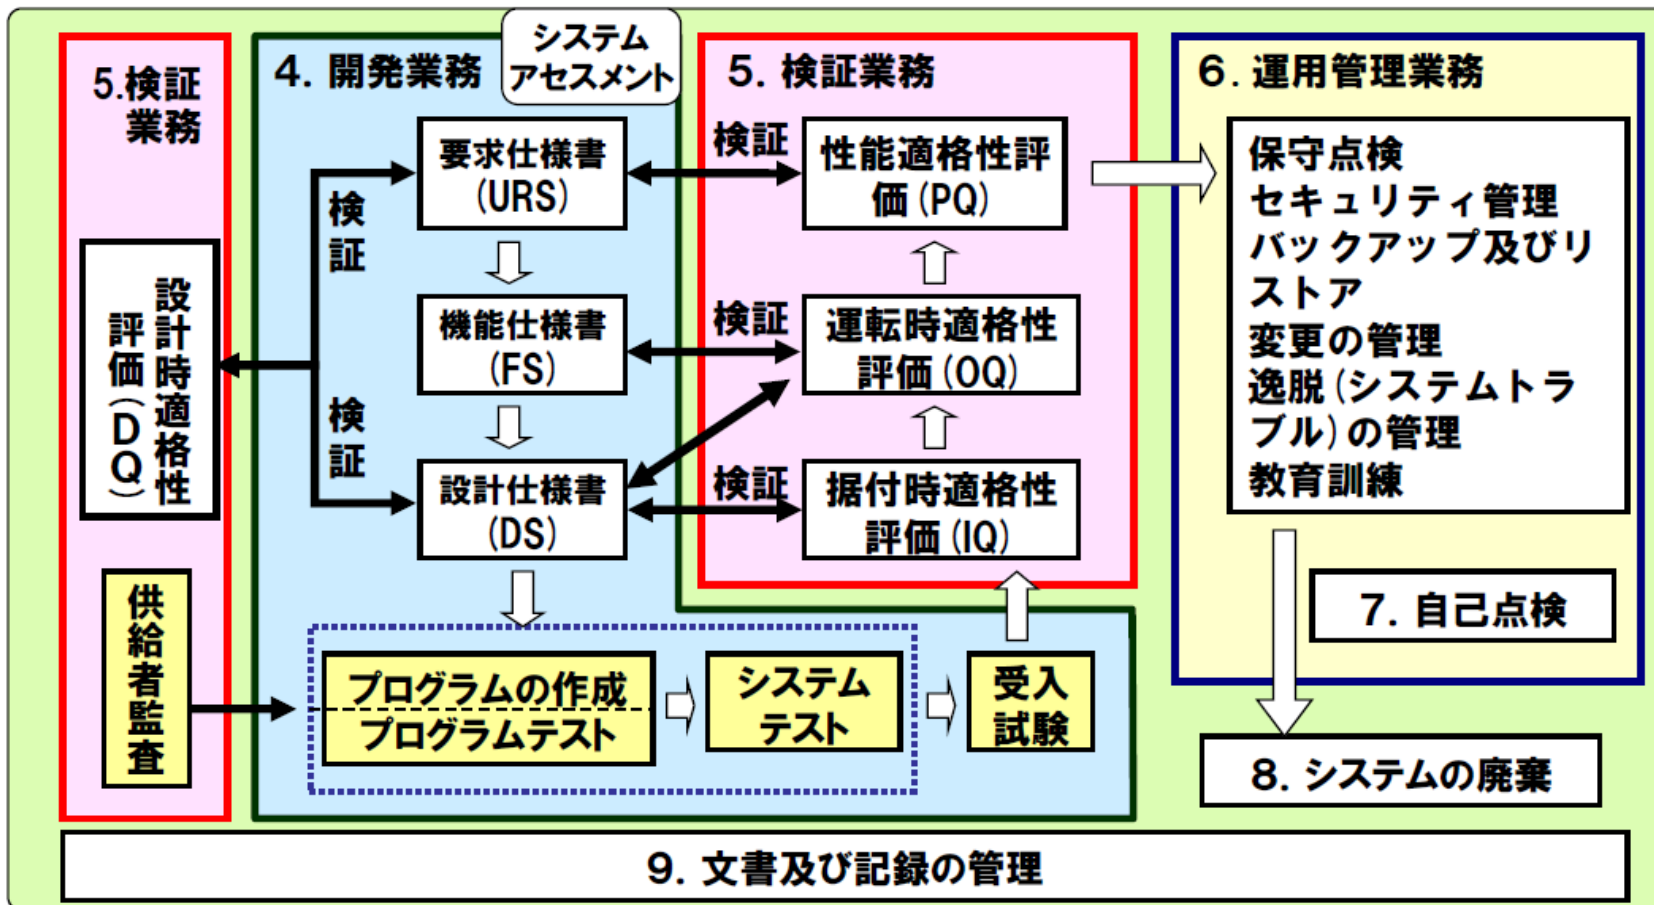 5.検証
業務
設計時適格性
評価(DQ)
供給者監査
4. 開発業務
システム
アセスメント
検証
検証
要求仕様書
(URS)
機能仕様書
(FS)
設計仕様書
(DS)
プログラムの作成
プログラムテスト
システム
テスト
受入
試験
5. 検証業務
検証
性能適格性評
価(PQ)
検証
運転時適格性
評価(OQ)
検証
据付時適格性
評価(IQ)
6. 運用管理業務
保守点検
セキュリティ管理
バックアップ及びリ
ストア
変更の管理
逸脱(システムトラ
ブル)の管理
教育訓練
7. 自己点検
8. システムの廃棄
9. 文書及び記録の管理